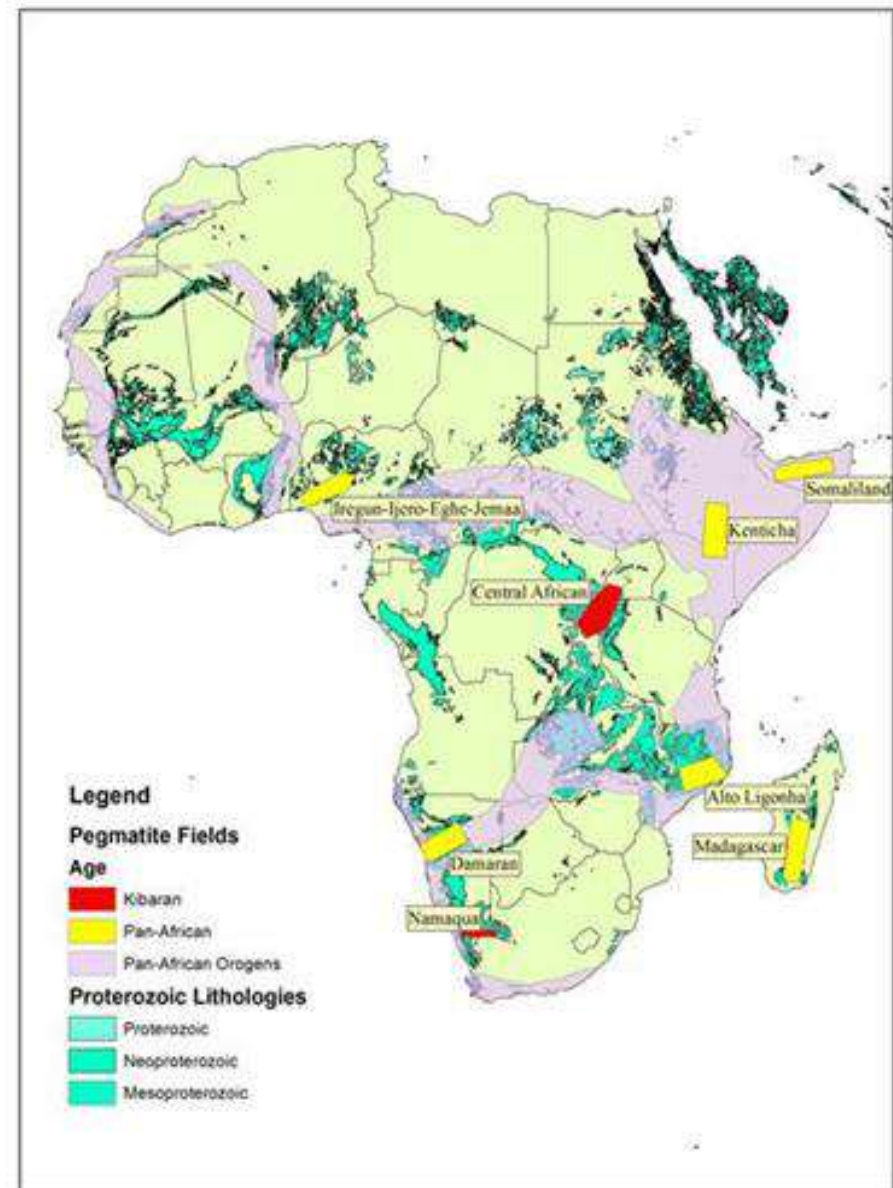 Somaliland
Iregun-Ijero-Eghe-Jemaa
Kenticha
Central African
Alto Ligonha
Madagascar
Damaran
Namaqua
Legend
Pegmatite Fields
Age
Kibaran
Pan-African
Pan-African Orogens
Proterozoic Lithologies
Proterozoic
Neoproterozoic
Mesoproterozoic